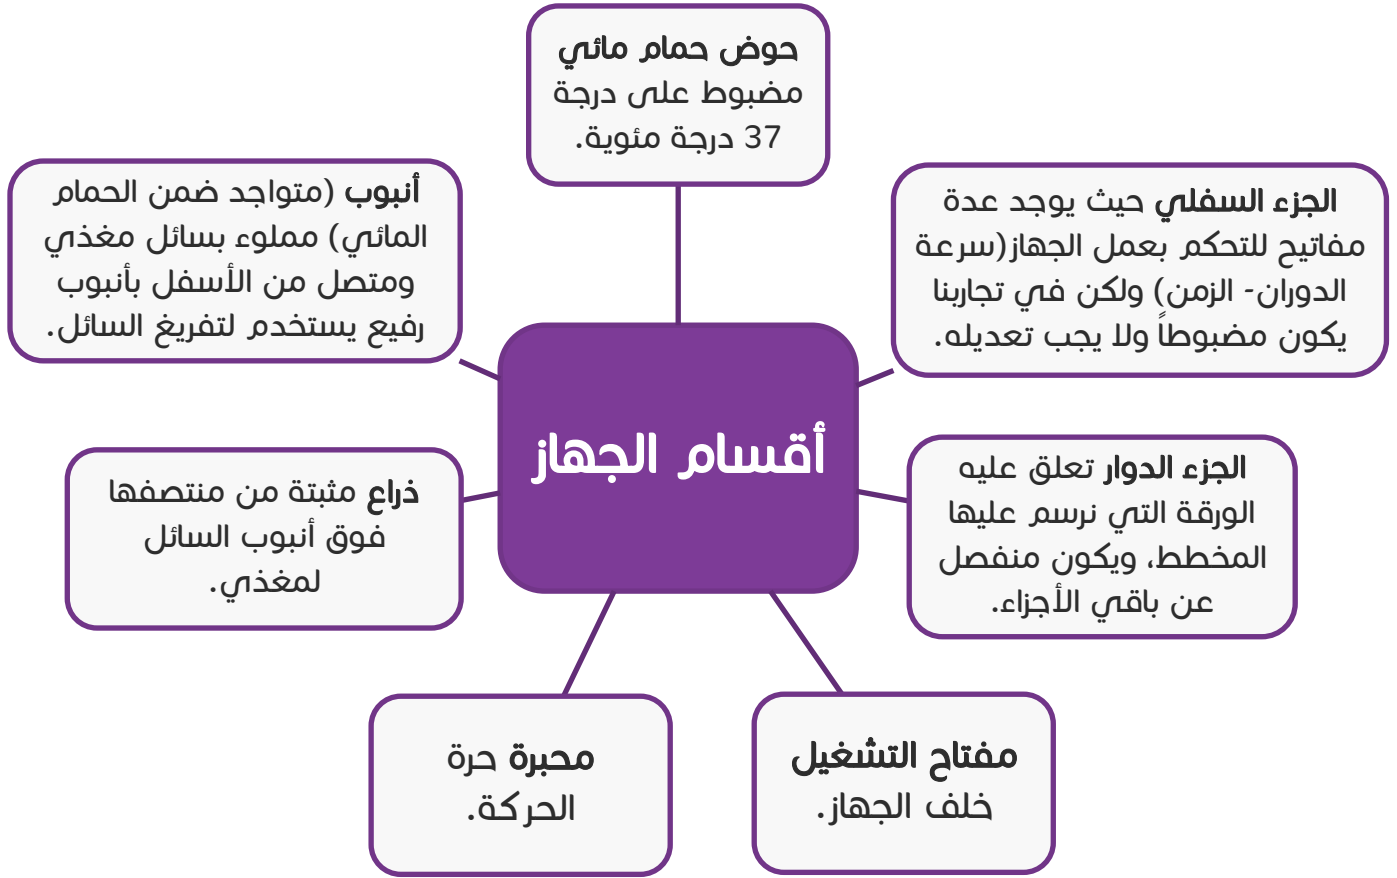 حوض حمام مائي
مضبوط على درجة
37 درجة مئوية.
الجزء السفلي حيث يوجد عدة
مفاتيح للتحكم بعمل الجهاز(سرعة
الدوران- الزمن) ولكن في تجاربنا
يكون مضبوطاً ولا يجب تعديله.
أنبوب (متواجد ضمن الحمام
المائي) مملوء بسائل مغذي
ومتصل من الأسفل بأنبوب
رفيع يستخدم لتفريغ السائل.
أقسام الجهاز
الجزء الدوار تعلق عليه
الورقة التي نرسم عليها
المخطط، ويكون منفصل
عن باقي الأجزاء.
ذراع مثبتة من منتصفها
فوق أنبوب السائل
لمغذي.
مفتاح التشغيل
خلف الجهاز.
محبرة حرة
الحركة.